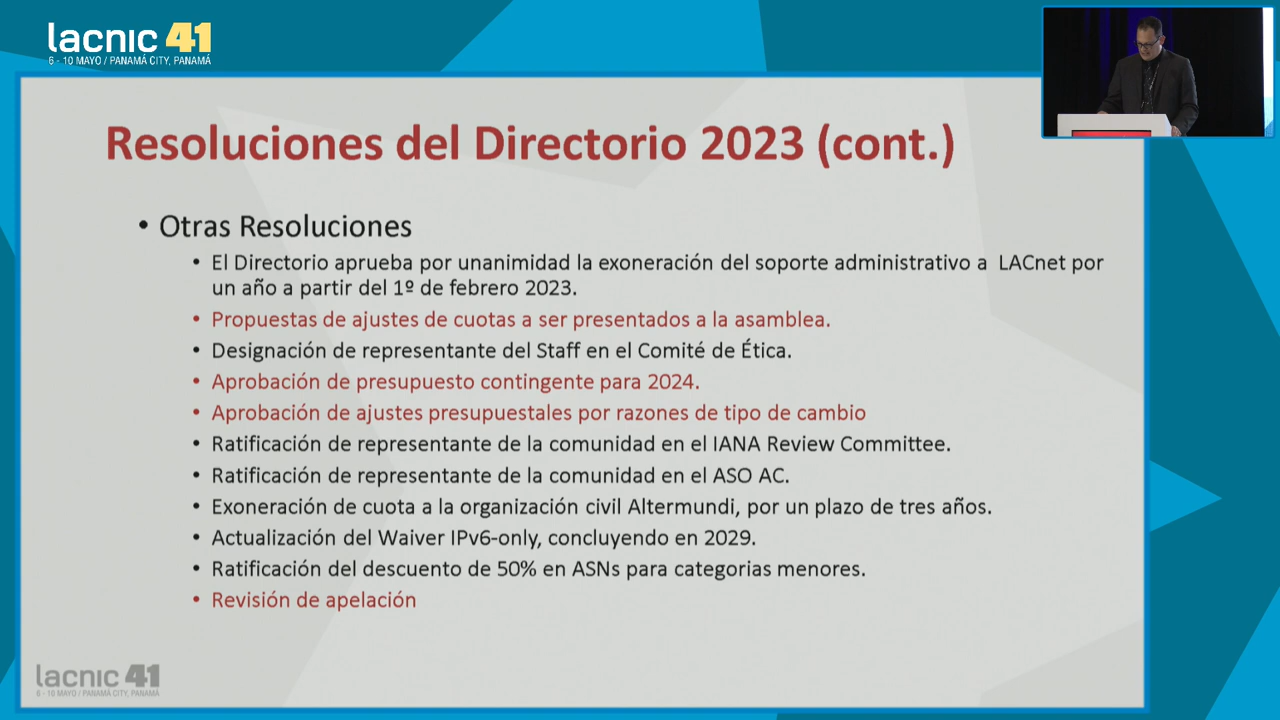 lacnic 41
6 - 10 MAYO / PANAMÁ CITY, PANAMÁ
Resoluciones del Directorio 2023 (cont.)
• Otras Resoluciones
• El Directorio aprueba por unanimidad la exoneración del soporte administrativo a LACnet por
un año a partir del 1º de febrero 2023.
• Propuestas de ajustes de cuotas a ser presentados a la asamblea.
• Designación de representante del Staff en el Comité de Ética.
• Aprobación de presupuesto contingente para 2024.
• Aprobación de ajustes presupuestales por razones de tipo de cambio
• Ratificación de representante de la comunidad en el IANA Review Committee.
• Ratificación de representante de la comunidad en el ASO AC.
• Exoneración de cuota a la organización civil Altermundi, por un plazo de tres años.
• Actualización del Waiver IPv6-only, concluyendo en 2029.
• Ratificación del descuento de 50% en ASNs para categorias menores.
• Revisión de apelación
lacnic 41
6 - 10 MAYO / PANAMÁ CITY, PANAMÁ